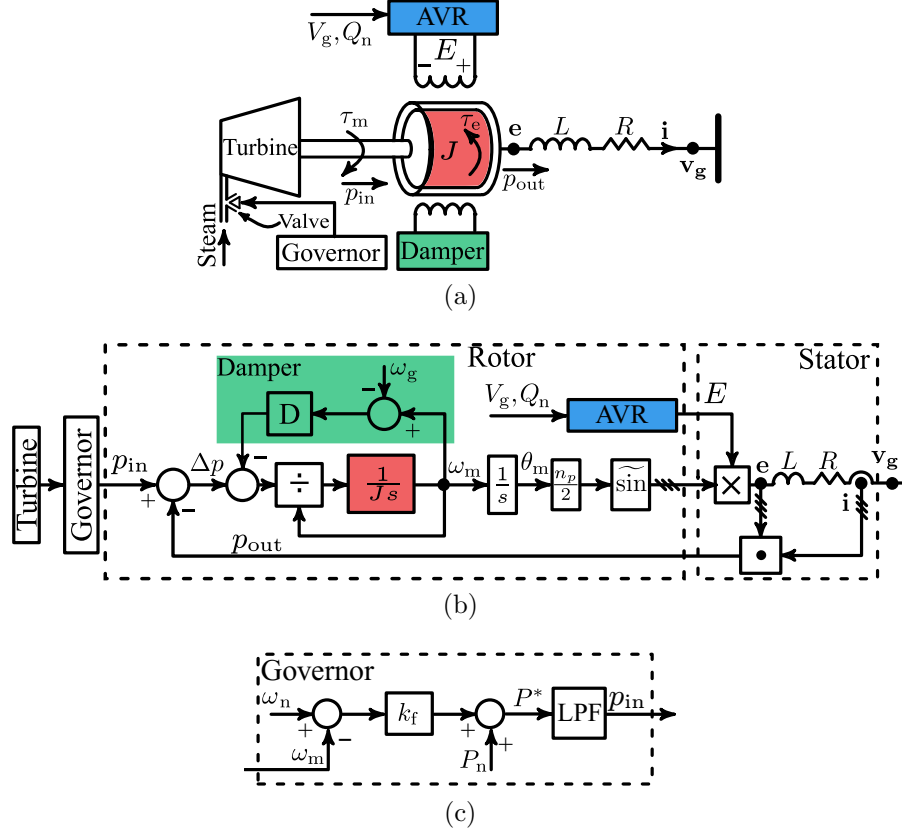 AVR
V_g, Q_n
− E +
Turbine
τ_m
τ_e
J
e L R i
v_g
p_in
p_out
Valve
Steam
Governor
Damper
(a)
Rotor
Stator
Damper
ω_g
−
D
+
V_g, Q_n
AVR
E
Turbine
Governor
p_in
+
−
Δp
−
÷
1/Js
ω_m
1/s
θ_m
n_p/2
s͠in
×
e L R
v_g
i
p_out
•
(b)
Governor
ω_n
+
−
ω_m
k_f
+
+
P_n
P*
LPF
p_in
(c)